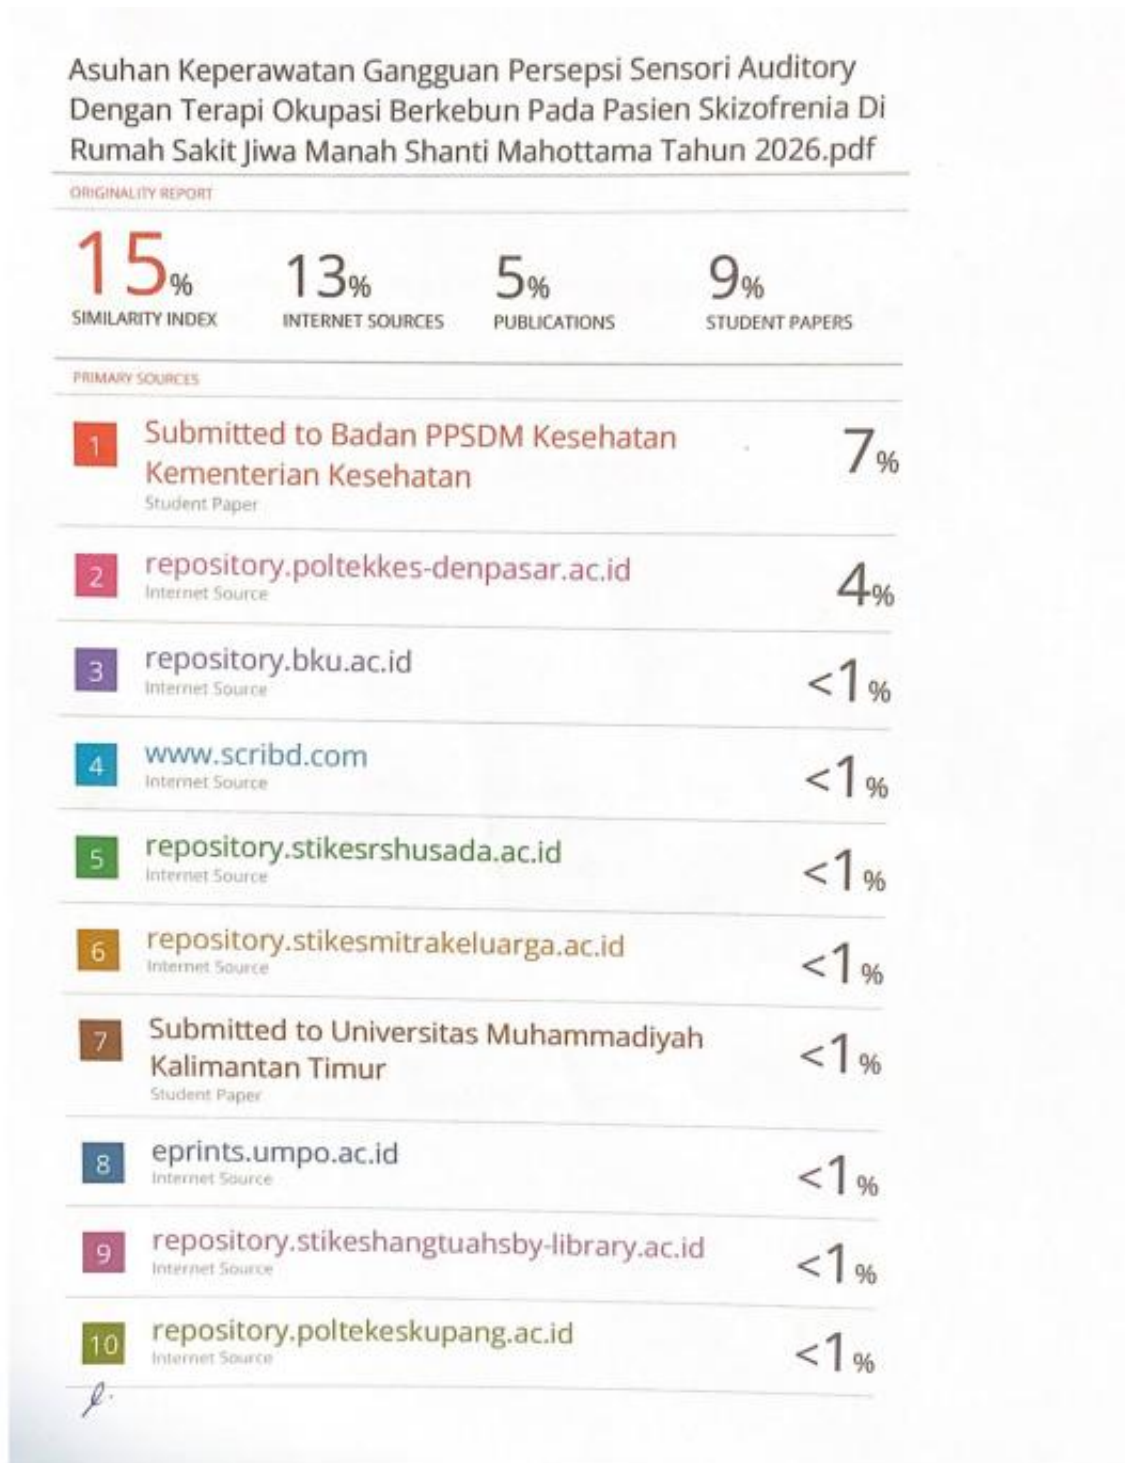 Asuhan Keperawatan Gangguan Persepsi Sensori Auditory
Dengan Terapi Okupasi Berkebun Pada Pasien Skizofrenia Di
Rumah Sakit Jiwa Manah Shanti Mahottama Tahun 2026.pdf
ORIGINALITY REPORT
15% 13% 5% 9%
SIMILARITY INDEX INTERNET SOURCES PUBLICATIONS STUDENT PAPERS
PRIMARY SOURCES
1 Submitted to Badan PPSDM Kesehatan 7%
Kementerian Kesehatan
Student Paper
2 repository.poltekkes-denpasar.ac.id 4%
Internet Source
3 repository.bku.ac.id <1%
Internet Source
4 www.scribd.com <1%
Internet Source
5 repository.stikesrshusada.ac.id <1%
Internet Source
6 repository.stikesmitrakeluarga.ac.id <1%
Internet Source
7 Submitted to Universitas Muhammadiyah <1%
Kalimantan Timur
Student Paper
8 eprints.umpo.ac.id <1%
Internet Source
9 repository.stikeshangtuahsby-library.ac.id <1%
Internet Source
10 repository.poltekeskupang.ac.id <1%
Internet Source